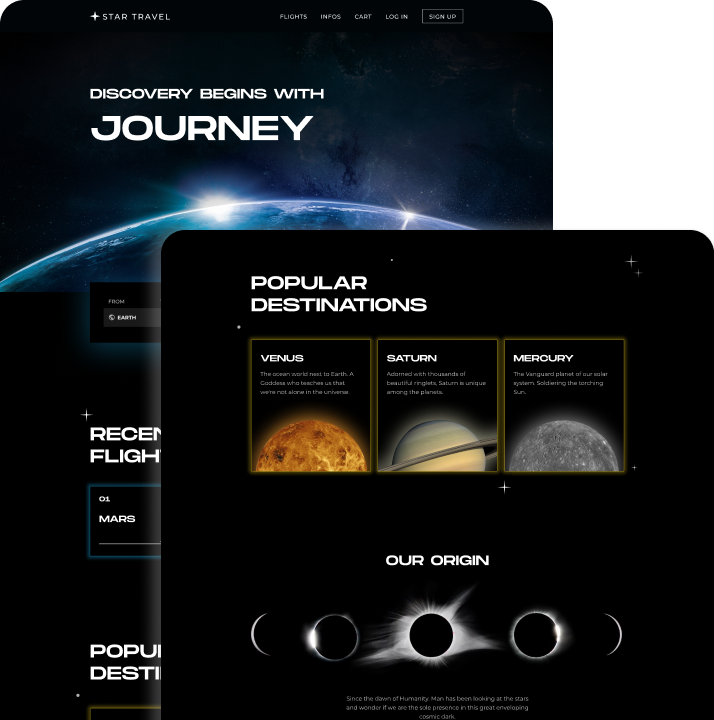 STAR TRAVEL
FLIGHTS INFOS CART LOG IN SIGN UP
DISCOVERY BEGINS WITH
JOURNEY
FROM
EARTH
RECEN
FLIGH
01
MARS
POPU
DESTI
POPULAR
DESTINATIONS
VENUS
The ocean world next to Earth. A
Goddess who teaches us that
we're not alone in the universe.
SATURN
Adorned with thousands of
beautiful ringlets, Saturn is unique
among the planets.
MERCURY
The Vanguard planet of our solar
system. Soldiering the torching
Sun.
OUR ORIGIN
Since the dawn of Humanity. Man has been looking at the stars
and wonder if we are the sole presence in this great enveloping
cosmic dark.